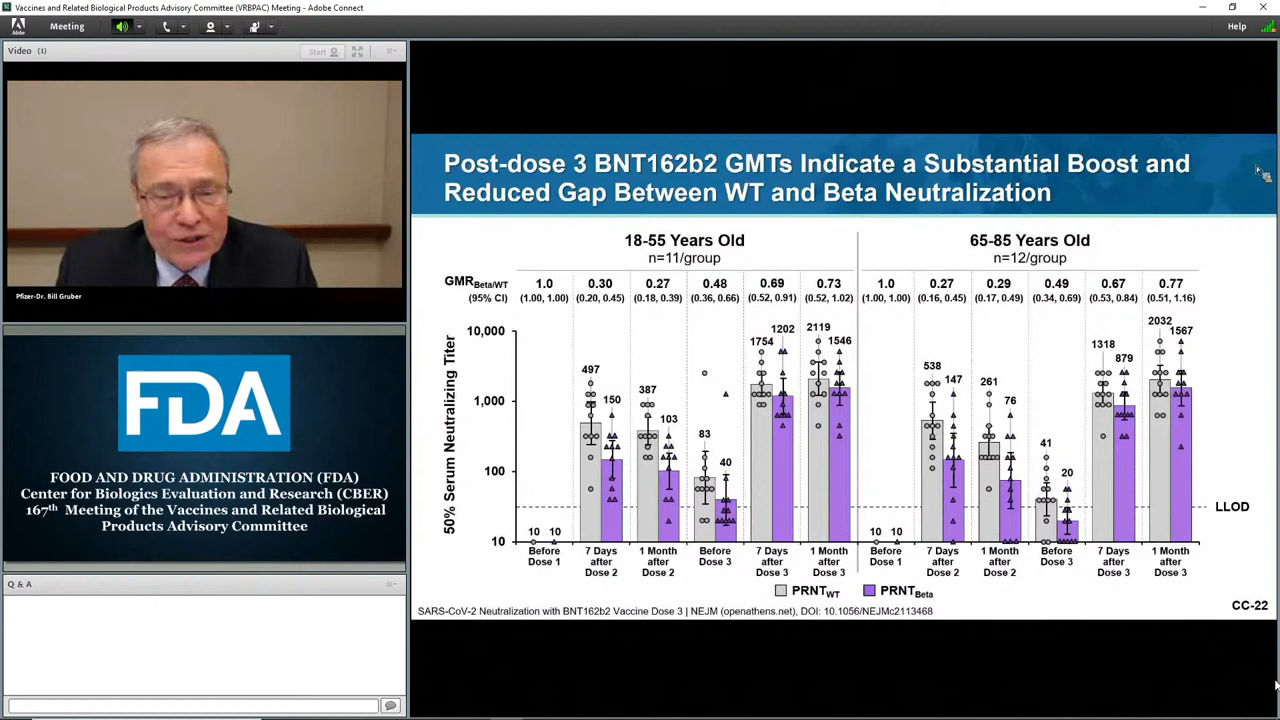 Vaccines and Related Biological Products Advisory Committee (VRBPAC) Meeting - Adobe Connect
Adobe
Meeting
Help
Video (1)
Start
Pfizer-Dr. Bill Gruber
FDA
FOOD AND DRUG ADMINISTRATION (FDA)
Center for Biologics Evaluation and Research (CBER)
167th Meeting of the Vaccines and Related Biological
Products Advisory Committee
Q & A
Post-dose 3 BNT162b2 GMTs Indicate a Substantial Boost and
Reduced Gap Between WT and Beta Neutralization
18-55 Years Old
n=11/group
65-85 Years Old
n=12/group
GMRBeta/WT 1.0 0.30 0.27 0.48 0.69 0.73 1.0 0.27 0.29 0.49 0.67 0.77
(95% CI) (1.00, 1.00) (0.20, 0.45) (0.18, 0.39) (0.36, 0.66) (0.52, 0.91) (0.52, 1.02) (1.00, 1.00) (0.16, 0.45) (0.17, 0.49) (0.34, 0.69) (0.53, 0.84) (0.51, 1.16)
50% Serum Neutralizing Titer
10,000
1,000
100
10
10 10 497 150 387 103 83 40 1754 1202 2119 1546
10 10 538 147 261 76 41 20 1318 879 2032 1567
LLOD
Before Dose 1
7 Days after Dose 2
1 Month after Dose 2
Before Dose 3
7 Days after Dose 3
1 Month after Dose 3
Before Dose 1
7 Days after Dose 2
1 Month after Dose 2
Before Dose 3
7 Days after Dose 3
1 Month after Dose 3
PRNTWT PRNTBeta
SARS-CoV-2 Neutralization with BNT162b2 Vaccine Dose 3 | NEJM (openathens.net), DOI: 10.1056/NEJMc2113468
CC-22